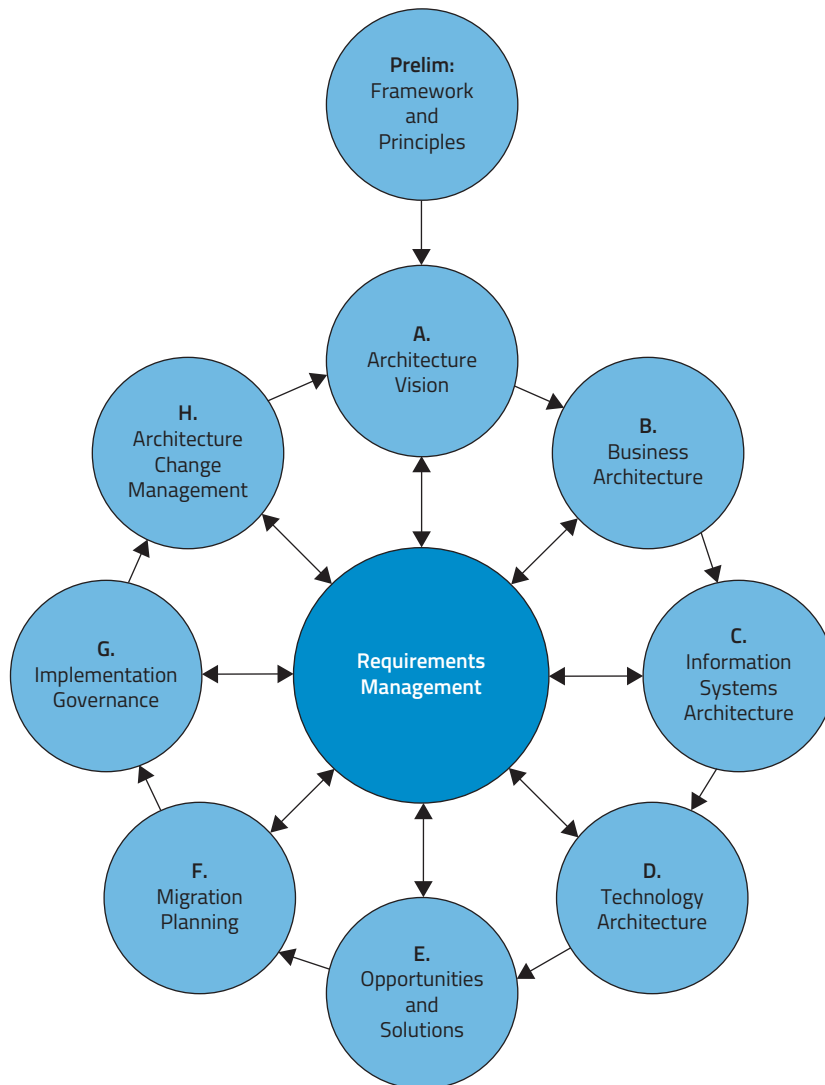 Prelim:
Framework
and
Principles
A.
Architecture
Vision
B.
Business
Architecture
C.
Information
Systems
Architecture
D.
Technology
Architecture
E.
Opportunities
and
Solutions
F.
Migration
Planning
G.
Implementation
Governance
H.
Architecture
Change
Management
Requirements
Management